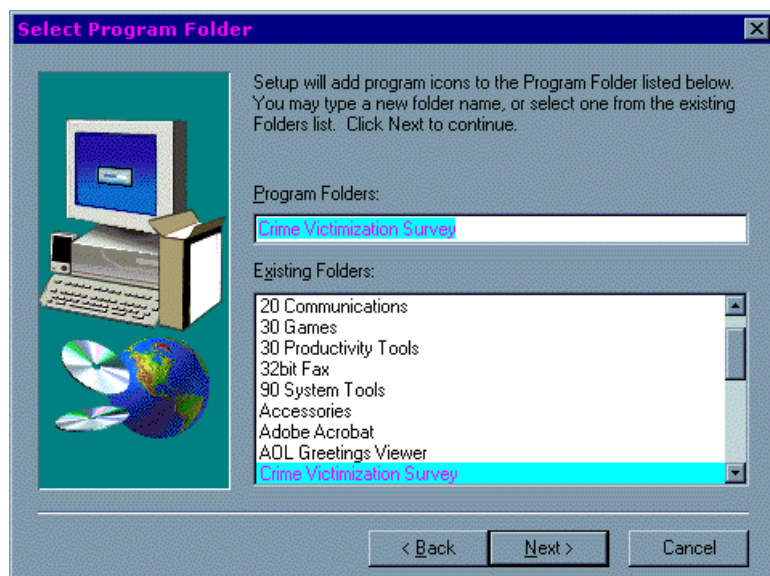 Select Program Folder
Setup will add program icons to the Program Folder listed below.
You may type a new folder name, or select one from the existing
Folders list.  Click Next to continue.
Program Folders:
Crime Victimization Survey
Existing Folders:
20 Communications
30 Games
30 Productivity Tools
32bit Fax
90 System Tools
Accessories
Adobe Acrobat
AOL Greetings Viewer
Crime Victimization Survey
< Back
Next >
Cancel